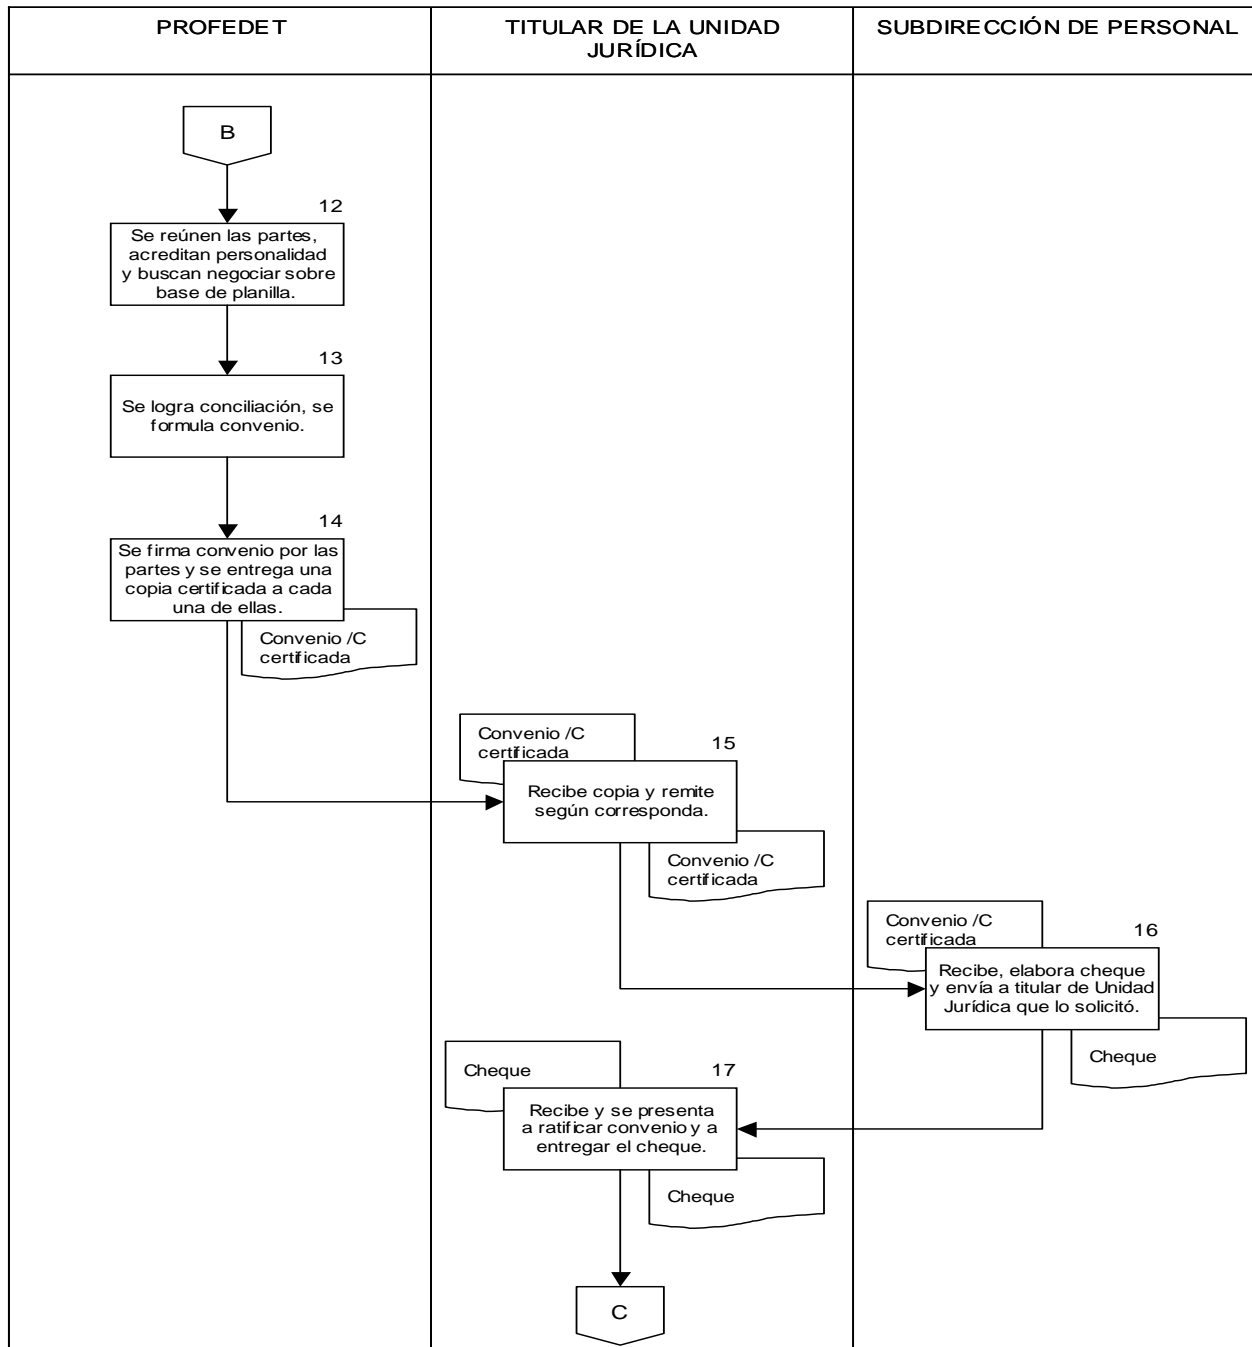 PROFEDET
TITULAR DE LA UNIDAD
JURÍDICA
SUBDIRECCIÓN DE PERSONAL
B
12
Se reúnen las partes,
acreditan personalidad
y buscan negociar sobre
base de planilla.
13
Se logra conciliación, se
formula convenio.
14
Se firma convenio por las
partes y se entrega una
copia certificada a cada
una de ellas.
Convenio /C
certificada
Convenio /C
certificada
15
Recibe copia y remite
según corresponda.
Convenio /C
certificada
Convenio /C
certificada
16
Recibe, elabora cheque
y envía a titular de Unidad
Jurídica que lo solicitó.
Cheque
Cheque
17
Recibe y se presenta
a ratificar convenio y a
entregar el cheque.
Cheque
C